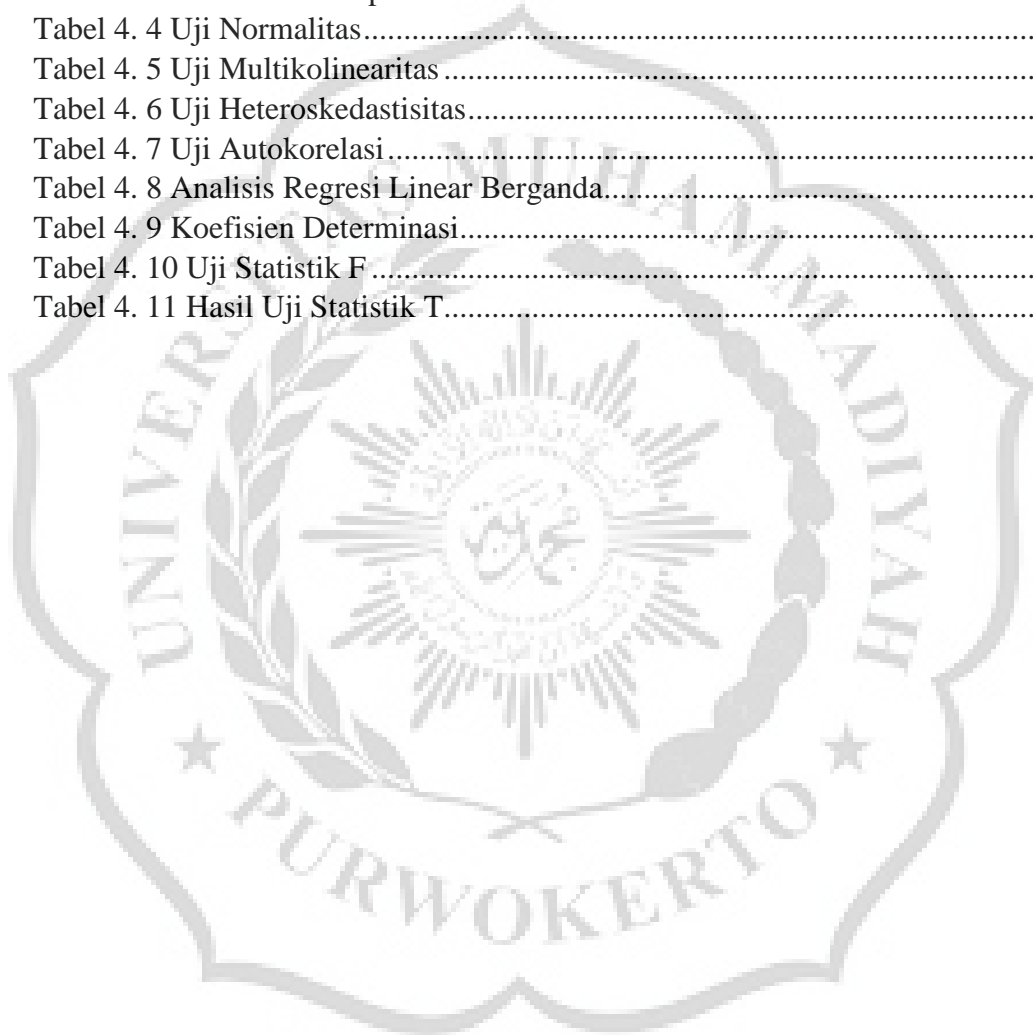 Tabel 4. 4 Uji Normalitas
Tabel 4. 5 Uji Multikolinearitas
Tabel 4. 6 Uji Heteroskedastisitas
Tabel 4. 7 Uji Autokorelasi
Tabel 4. 8 Analisis Regresi Linear Berganda
Tabel 4. 9 Koefisien Determinasi
Tabel 4. 10 Uji Statistik F
Tabel 4. 11 Hasil Uji Statistik T
UNIVERSITAS MUHAMMADIYAH
PURWOKERTO